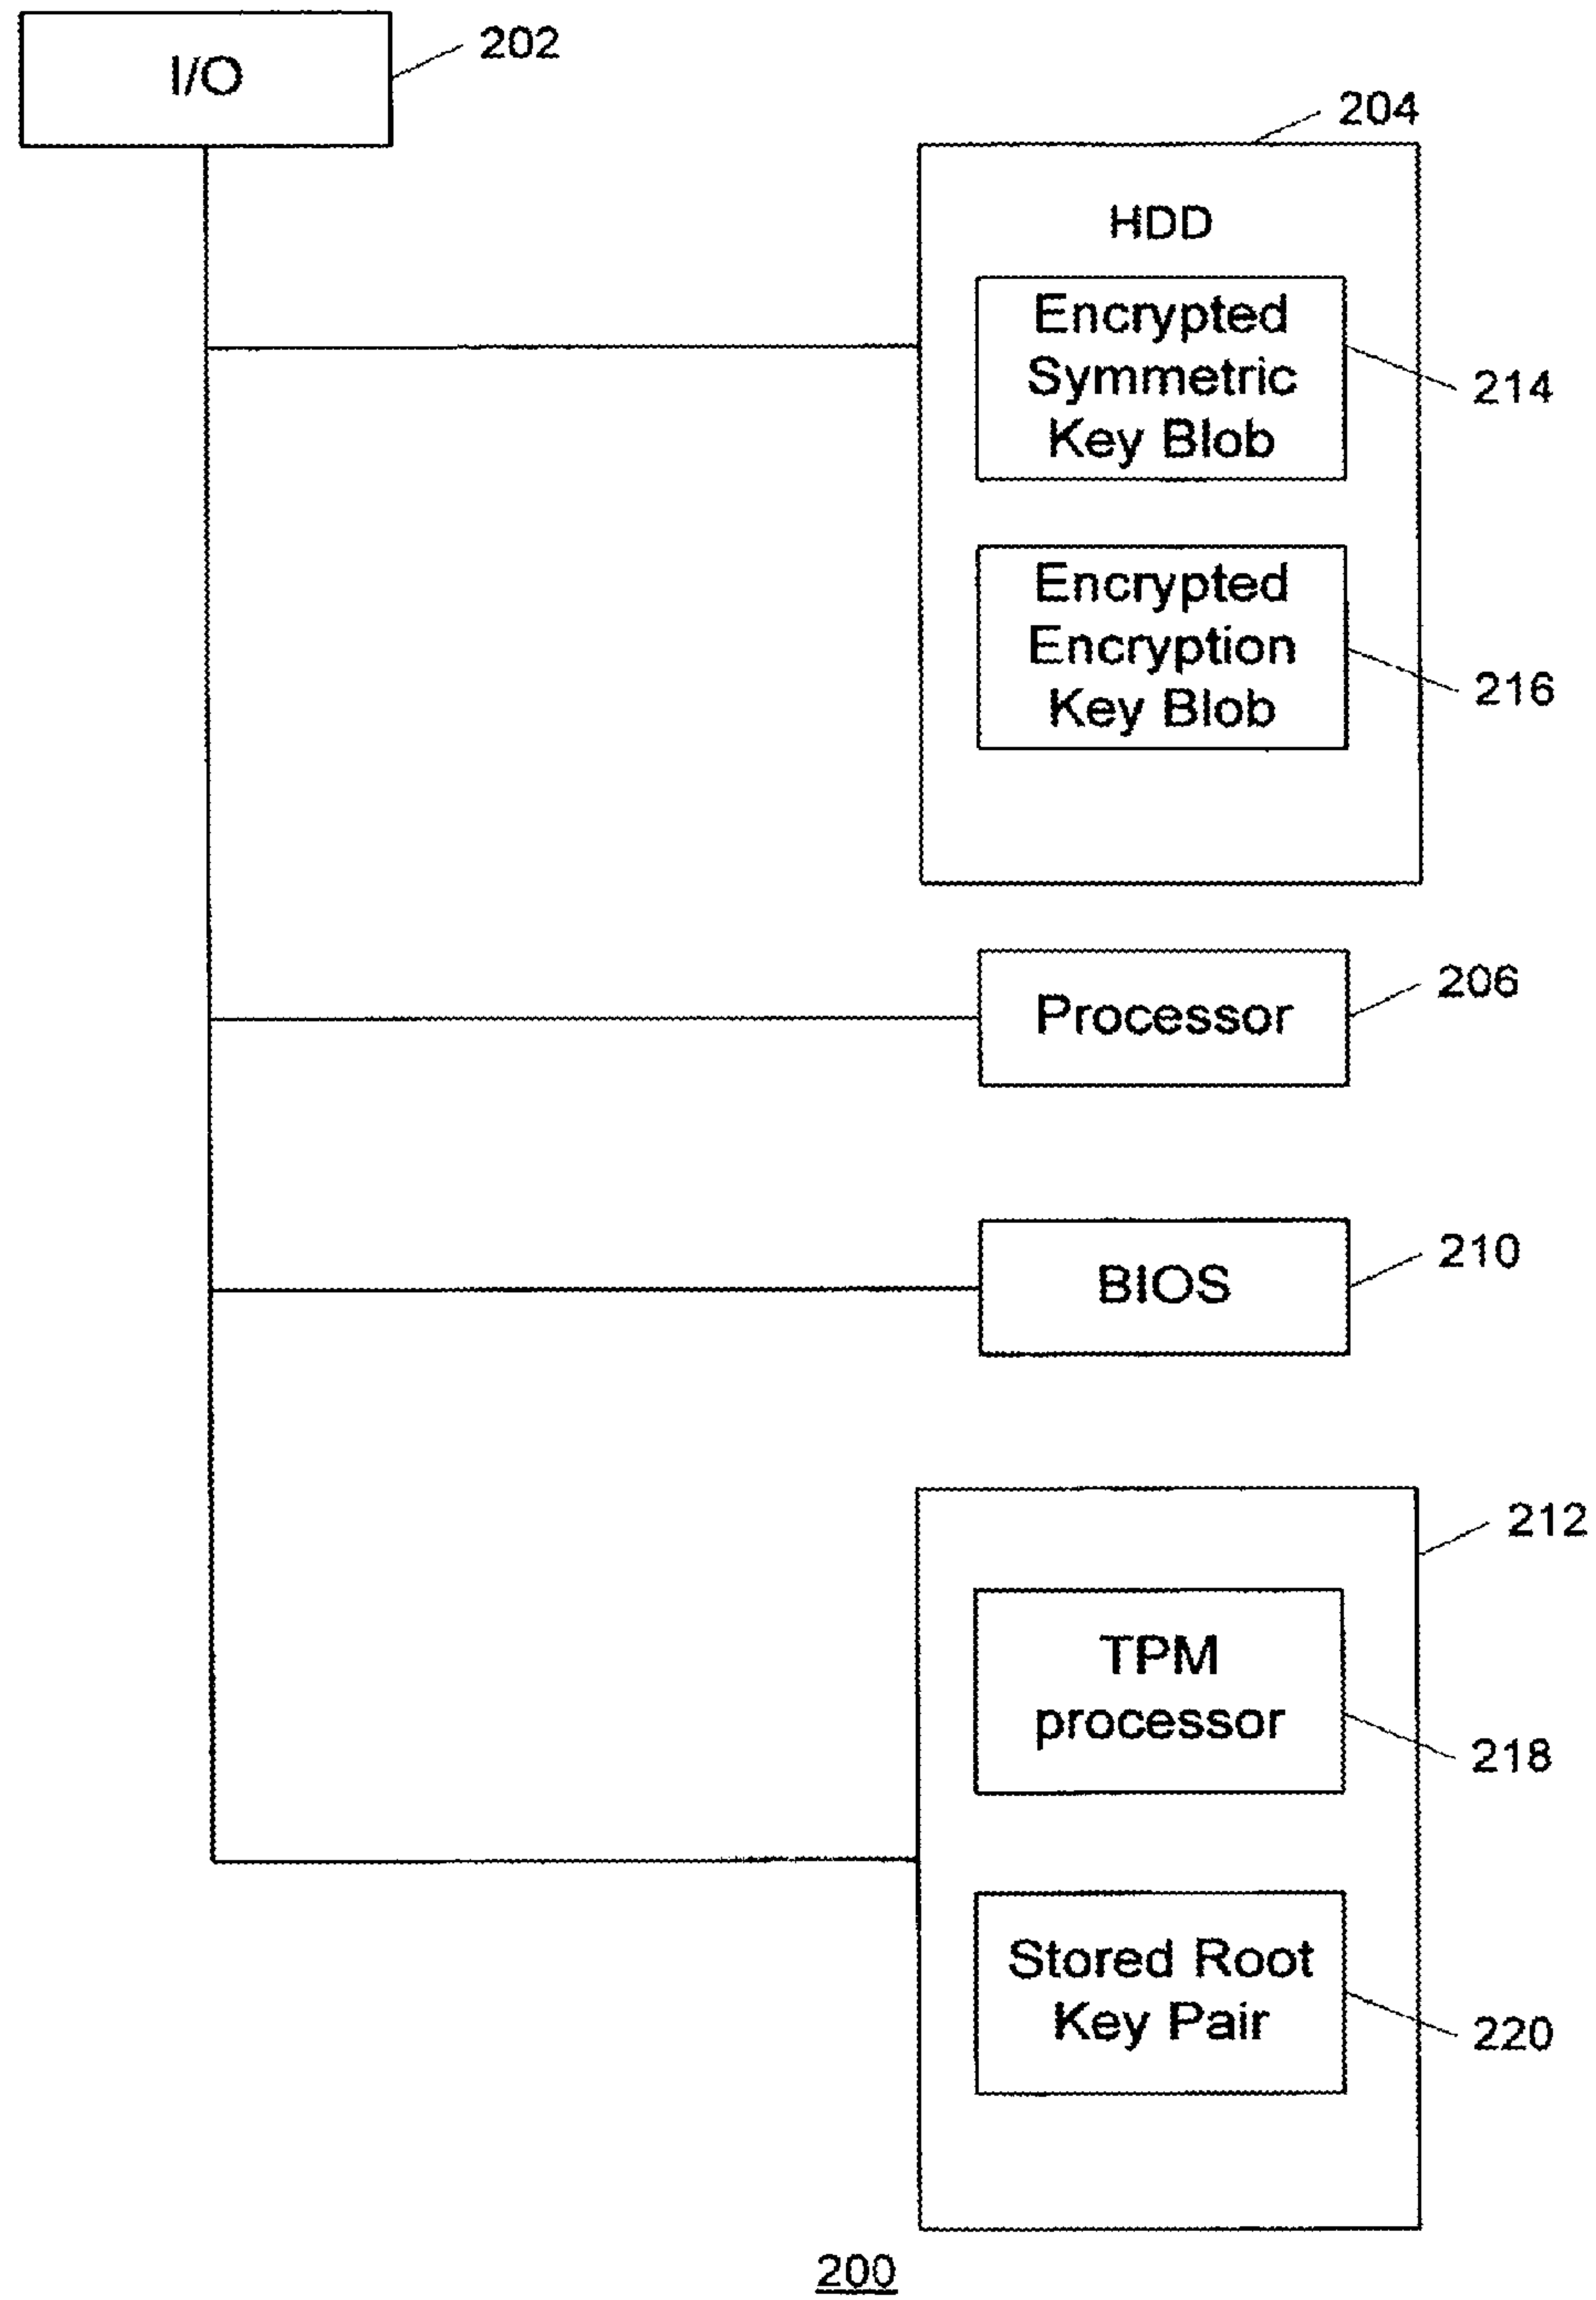 I/O
202
204
HDD
Encrypted
Symmetric
Key Blob
214
Encrypted
Encryption
Key Blob
216
Processor
206
BIOS
210
212
TPM
processor
218
Stored Root
Key Pair
220
200